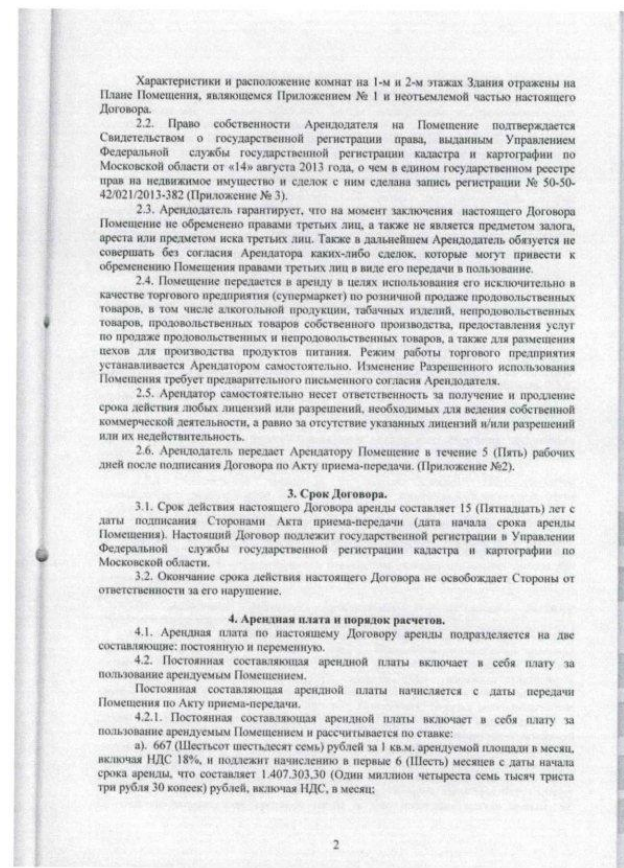 Характеристики и расположение комнат на 1-м и 2-м этажах Здания отражены на
Плане Помещения, являющемся Приложением № 1 и неотъемлемой частью настоящего
Договора.
2.2. Право собственности Арендодателя на Помещение подтверждается
Свидетельством о государственной регистрации права, выданным Управлением
Федеральной службы государственной регистрации кадастра и картографии по
Московской области от «14» августа 2013 года, о чем в едином государственном реестре
прав на недвижимое имущество и сделок с ним сделана запись регистрации № 50-50-
42/021/2013-382 (Приложение № 3).
2.3. Арендодатель гарантирует, что на момент заключения настоящего Договора
Помещение не обременено правами третьих лиц, а также не является предметом залога,
ареста или предметом иска третьих лиц. Также в дальнейшем Арендодатель обязуется не
совершать без согласия Арендатора каких-либо сделок, которые могут привести к
обременению Помещения правами третьих лиц в виде его передачи в пользование.
2.4. Помещение передается в аренду в целях использования его исключительно в
качестве торгового предприятия (супермаркет) по розничной продаже продовольственных
товаров, в том числе алкогольной продукции, табачных изделий, непродовольственных
товаров, продовольственных товаров собственного производства, предоставления услуг
по продаже продовольственных и непродовольственных товаров, а также для размещения
цехов для производства продуктов питания. Режим работы торгового предприятия
устанавливается Арендатором самостоятельно. Изменение Разрешенного использования
Помещения требует предварительного письменного согласия Арендодателя.
2.5. Арендатор самостоятельно несет ответственность за получение и продление
срока действия любых лицензий или разрешений, необходимых для ведения собственной
коммерческой деятельности, а равно за отсутствие указанных лицензий и/или разрешений
или их недействительность.
2.6. Арендодатель передает Арендатору Помещение в течение 5 (Пять) рабочих
дней после подписания Договора по Акту приема-передачи. (Приложение №2).
3. Срок Договора.
3.1. Срок действия настоящего Договора аренды составляет 15 (Пятнадцать) лет с
даты подписания Сторонами Акта приема-передачи (дата начала срока аренды
Помещения). Настоящий Договор подлежит государственной регистрации в Управлении
Федеральной службы государственной регистрации кадастра и картографии по
Московской области.
3.2. Окончание срока действия настоящего Договора не освобождает Стороны от
ответственности за его нарушение.
4. Арендная плата и порядок расчетов.
4.1. Арендная плата по настоящему Договору аренды подразделяется на две
составляющие: постоянную и переменную.
4.2. Постоянная составляющая арендной платы включает в себя плату за
пользование арендуемым Помещением.
Постоянная составляющая арендной платы начисляется с даты передачи
Помещения по Акту приема-передачи.
4.2.1. Постоянная составляющая арендной платы включает в себя плату за
пользование арендуемым Помещением и рассчитывается по ставке:
а). 667 (Шестьсот шестьдесят семь) рублей за 1 кв.м. арендуемой площади в месяц,
включая НДС 18%, и подлежит начислению в первые 6 (Шесть) месяцев с даты начала
срока аренды, что составляет 1.407.303,30 (Один миллион четыреста семь тысяч триста
три рубля 30 копеек) рублей, включая НДС, в месяц;
2